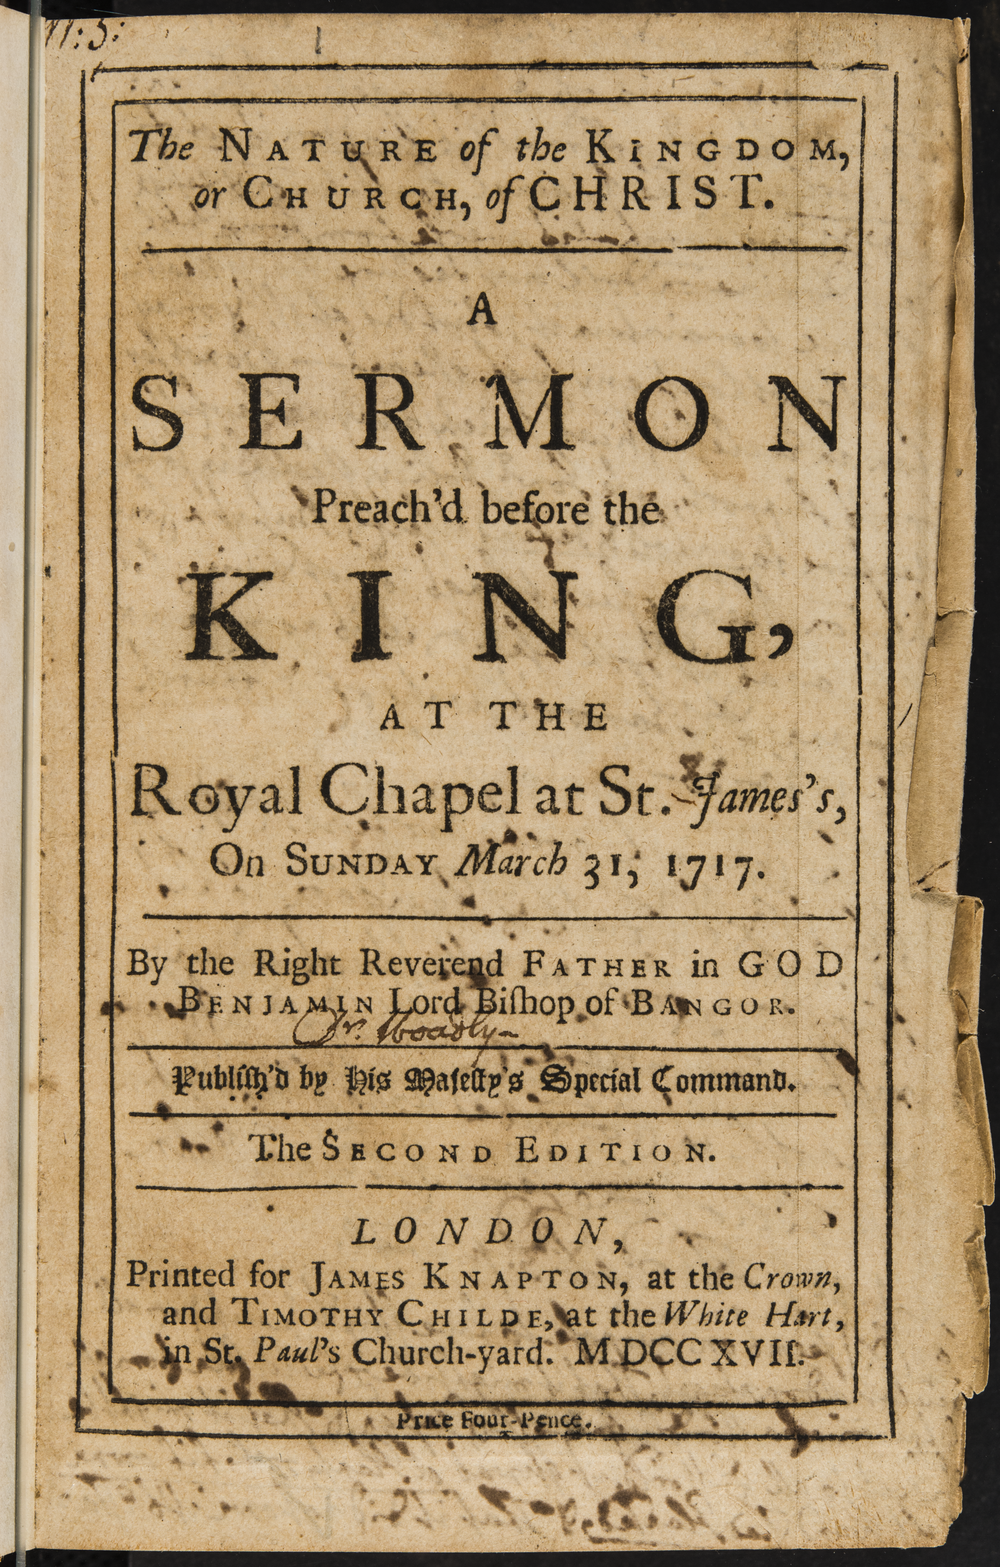 The NATURE of the KINGDOM,
or CHURCH, of CHRIST.
A
SERMON
Preach'd before the
KING,
AT THE
Royal Chapel at St. James's,
On SUNDAY March 31, 1717.
By the Right Reverend FATHER in GOD
BENJAMIN Lord Biſhop of BANGOR.
Hoadly
Publiſh'd by His Majeſty's Special Command.
The SECOND EDITION.
LONDON,
Printed for JAMES KNAPTON, at the Crown,
and TIMOTHY CHILDE, at the White Hart,
in St. Paul's Church-yard. MDCCXVII.
Price Four-Pence.